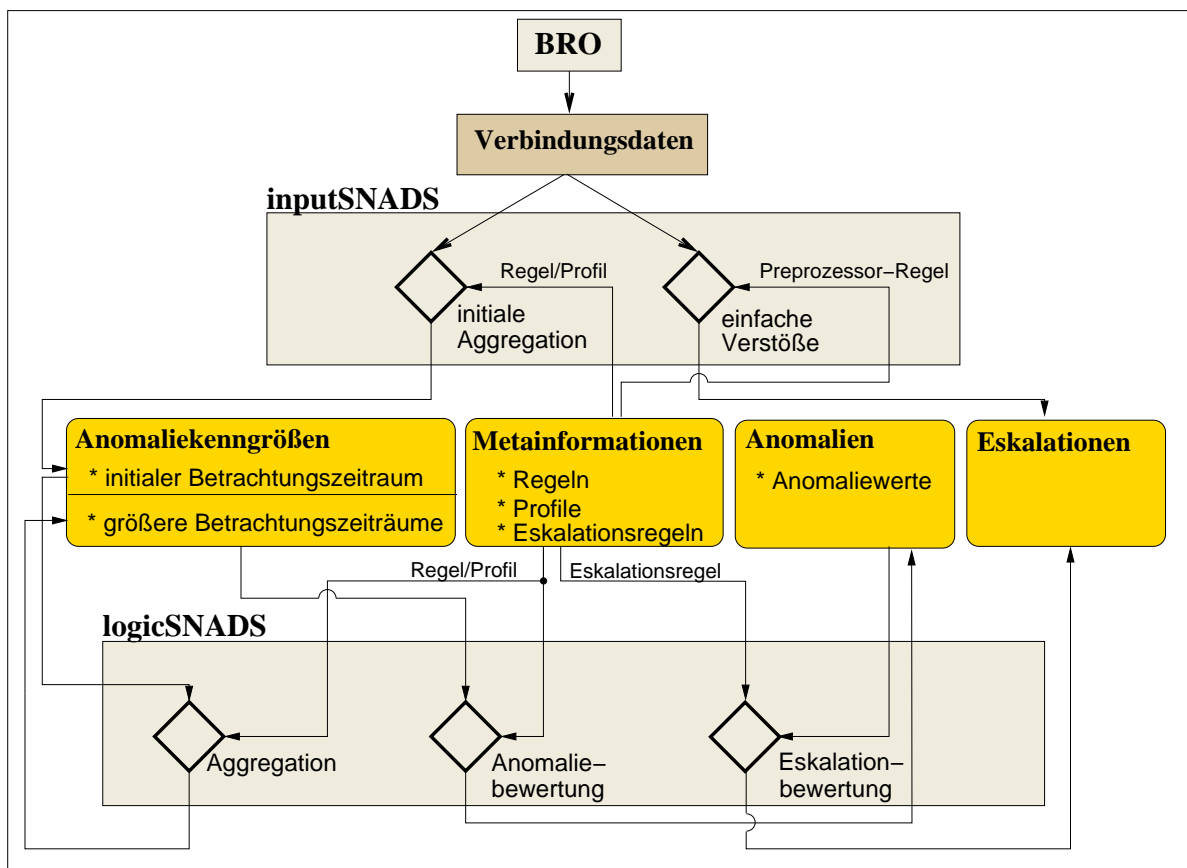 BRO
Verbindungsdaten
inputSNADS
Regel/Profil
Preprozessor−Regel
initiale
Aggregation
einfache
Verstöße
Anomaliekenngrößen
* initialer Betrachtungszeitraum
* größere Betrachtungszeiträume
Metainformationen
* Regeln
* Profile
* Eskalationsregeln
Anomalien
* Anomaliewerte
Eskalationen
Regel/Profil
Eskalationsregel
logicSNADS
Aggregation
Anomalie−
bewertung
Eskalation−
bewertung